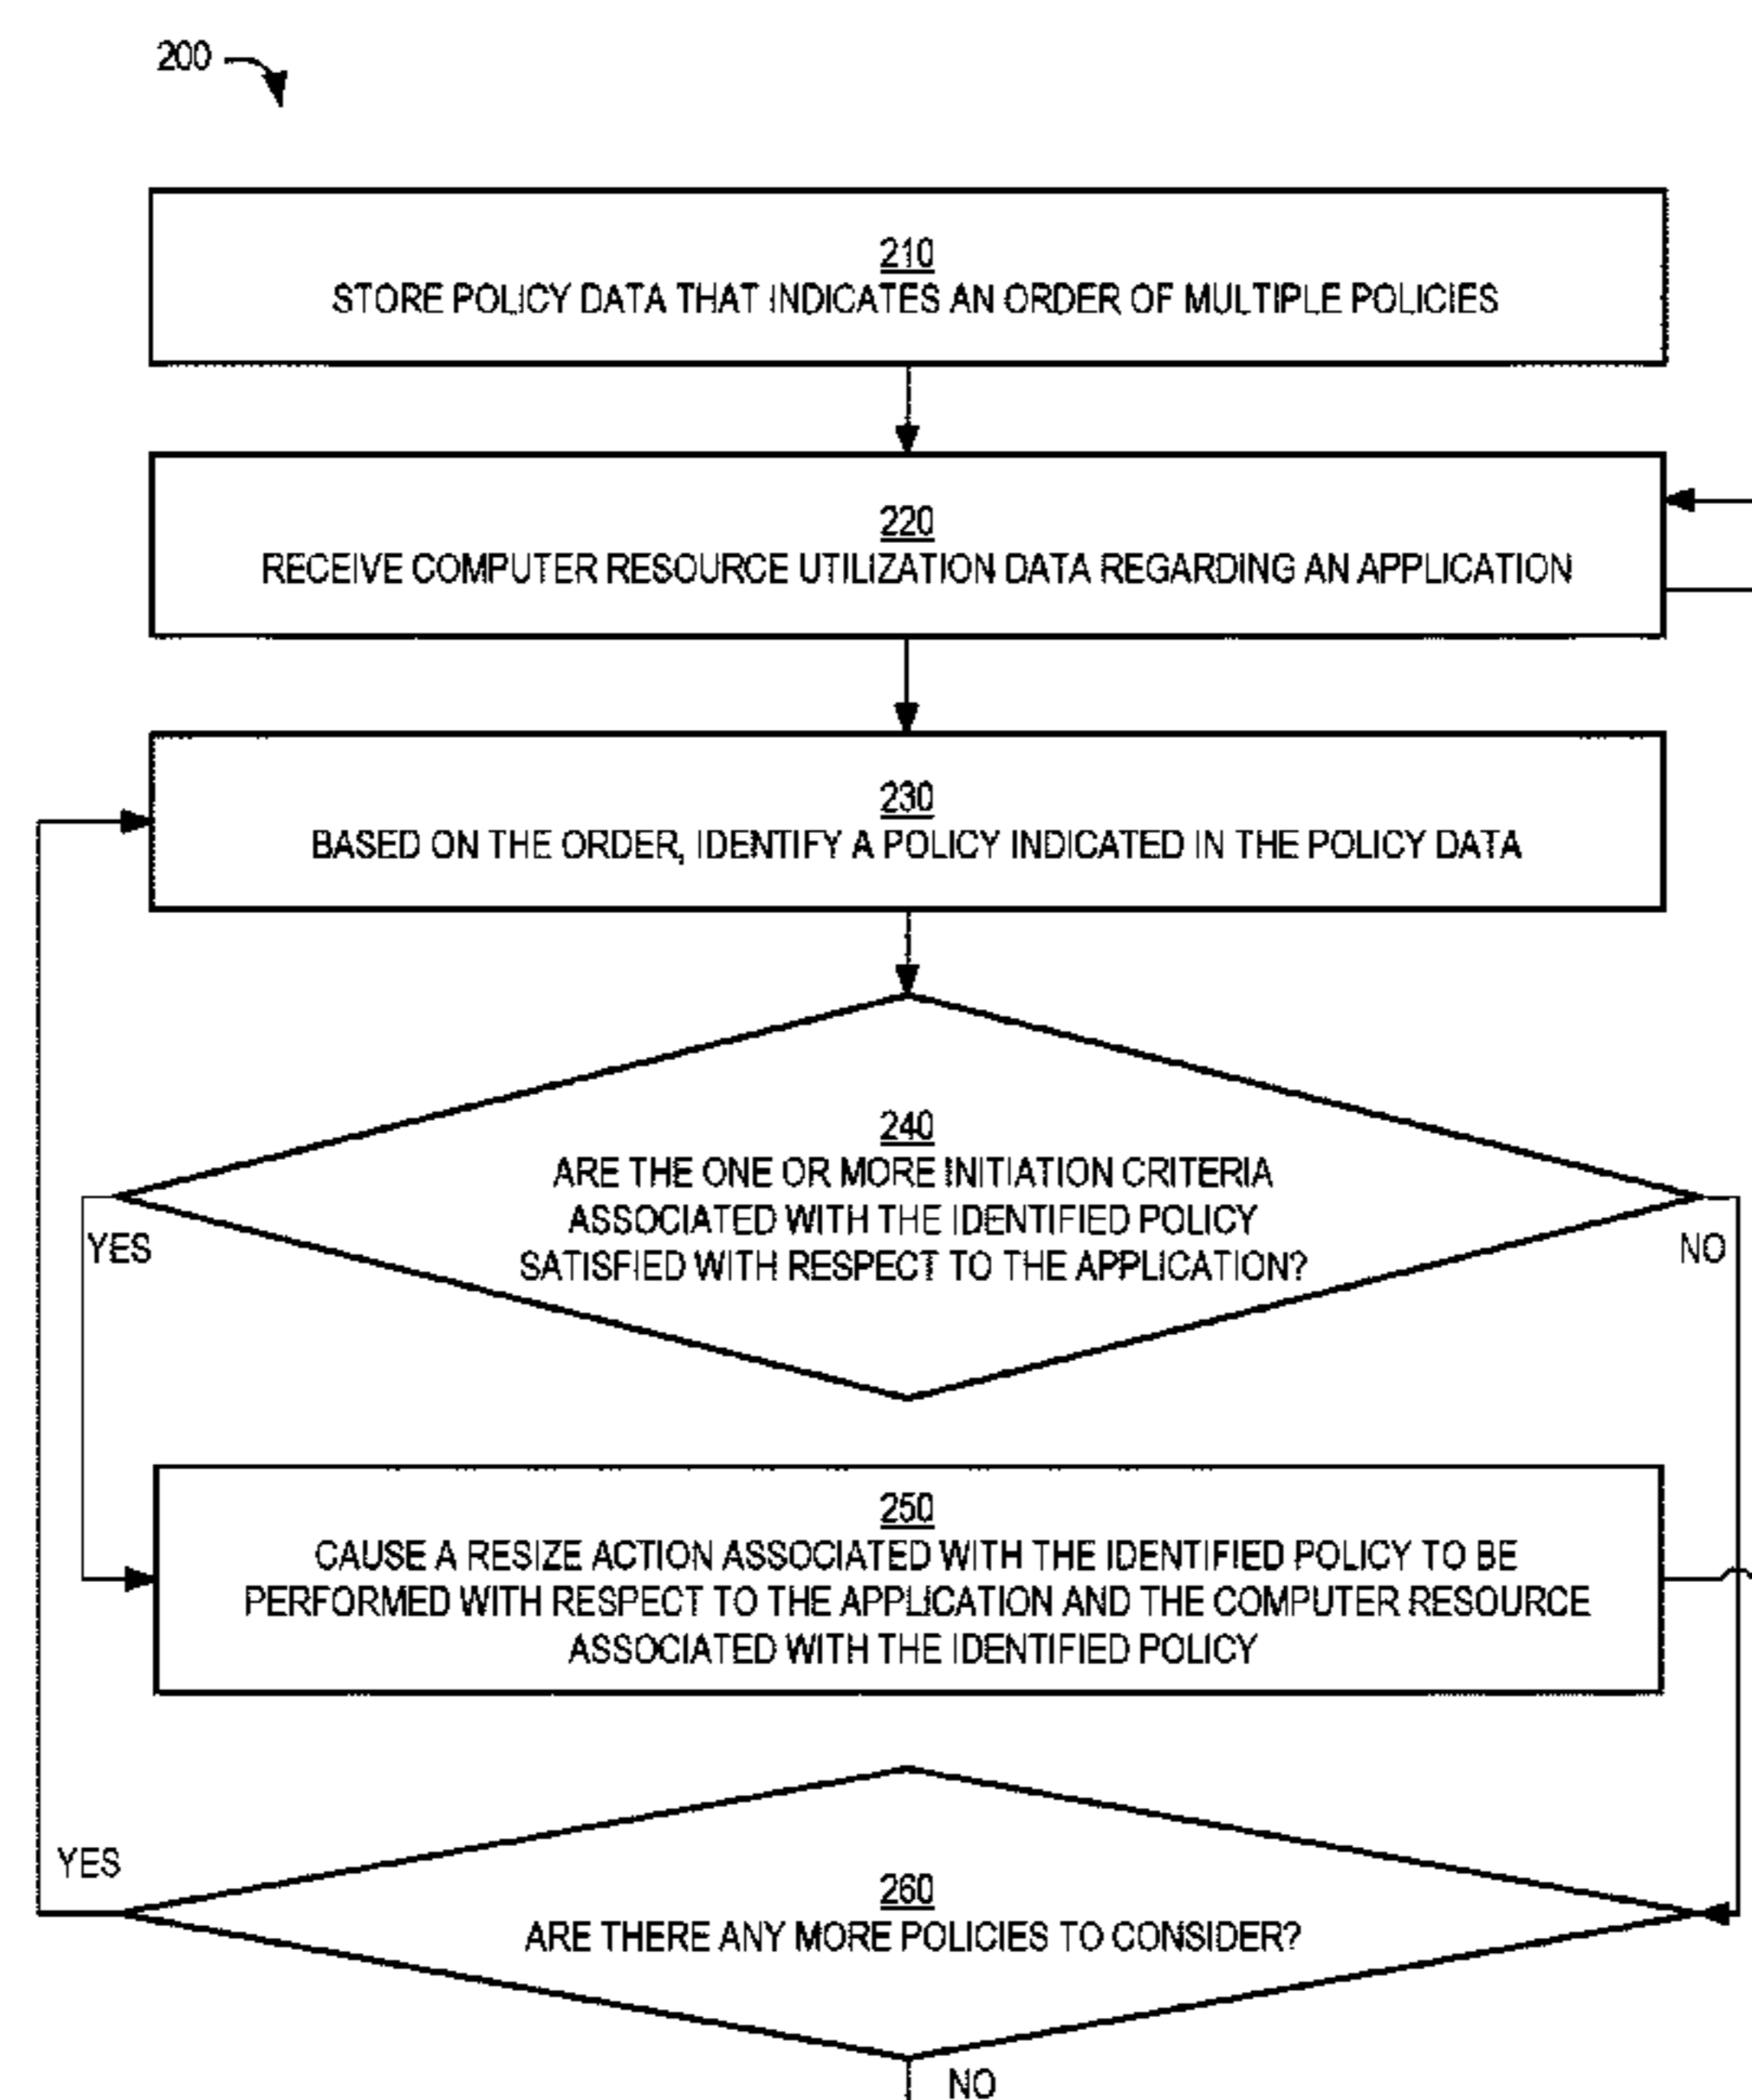 200
210
STORE POLICY DATA THAT INDICATES AN ORDER OF MULTIPLE POLICIES
220
RECEIVE COMPUTER RESOURCE UTILIZATION DATA REGARDING AN APPLICATION
230
BASED ON THE ORDER, IDENTIFY A POLICY INDICATED IN THE POLICY DATA
240
ARE THE ONE OR MORE INITIATION CRITERIA
ASSOCIATED WITH THE IDENTIFIED POLICY
SATISFIED WITH RESPECT TO THE APPLICATION?
YES
NO
250
CAUSE A RESIZE ACTION ASSOCIATED WITH THE IDENTIFIED POLICY TO BE
PERFORMED WITH RESPECT TO THE APPLICATION AND THE COMPUTER RESOURCE
ASSOCIATED WITH THE IDENTIFIED POLICY
YES
260
ARE THERE ANY MORE POLICIES TO CONSIDER?
NO